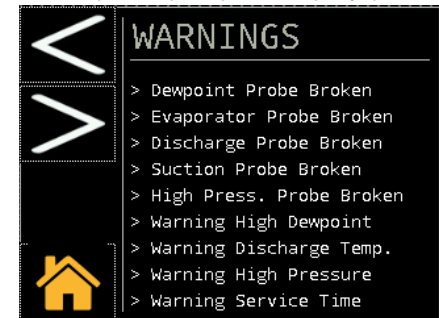 WARNINGS
> Dewpoint Probe Broken
> Evaporator Probe Broken
> Discharge Probe Broken
> Suction Probe Broken
> High Press. Probe Broken
> Warning High Dewpoint
> Warning Discharge Temp.
> Warning High Pressure
> Warning Service Time